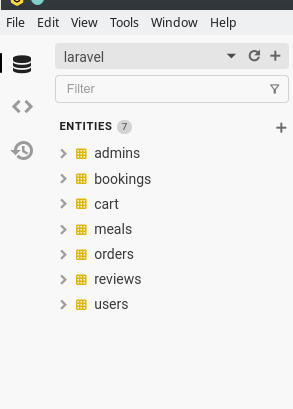 File Edit View Tools Window Help
laravel
Filter
ENTITIES 7
admins
bookings
cart
meals
orders
reviews
users